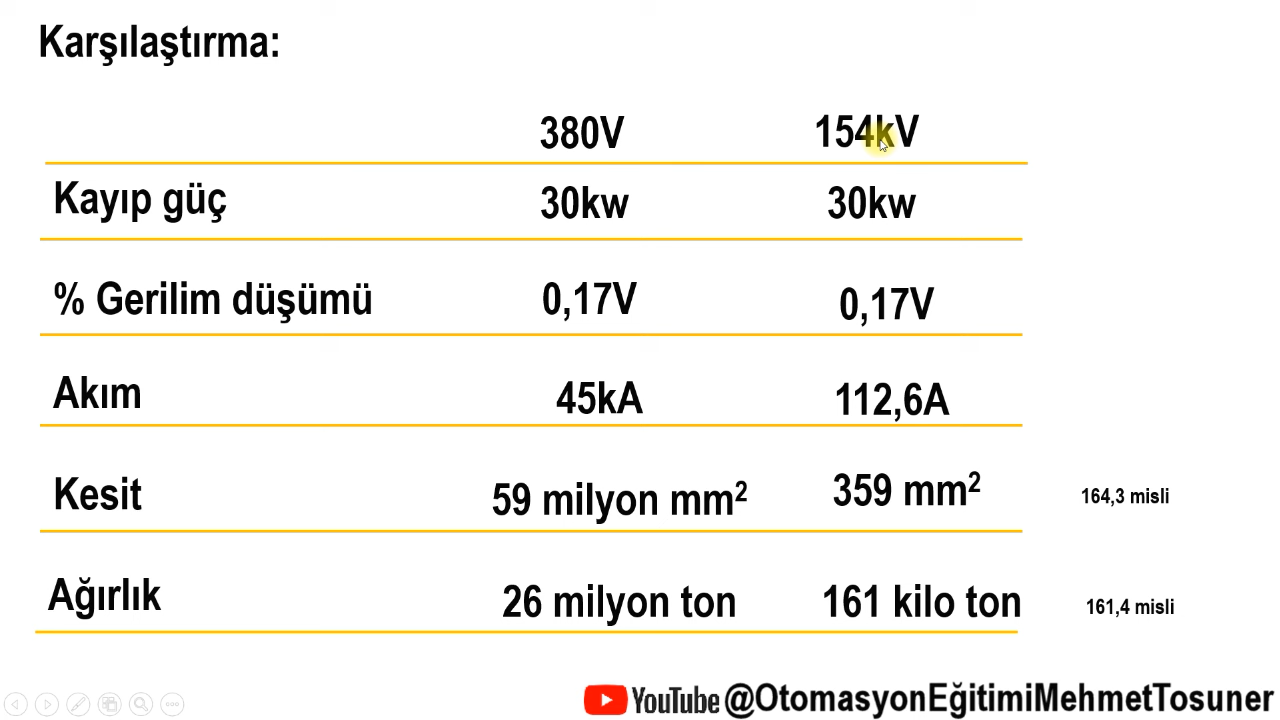 Karşılaştırma:
380V 154kV
Kayıp güç 30kw 30kw
% Gerilim düşümü 0,17V 0,17V
Akım 45kA 112,6A
Kesit 59 milyon mm² 359 mm² 164,3 misli
Ağırlık 26 milyon ton 161 kilo ton 161,4 misli
YouTube @OtomasyonEğitimiMehmetTosuner